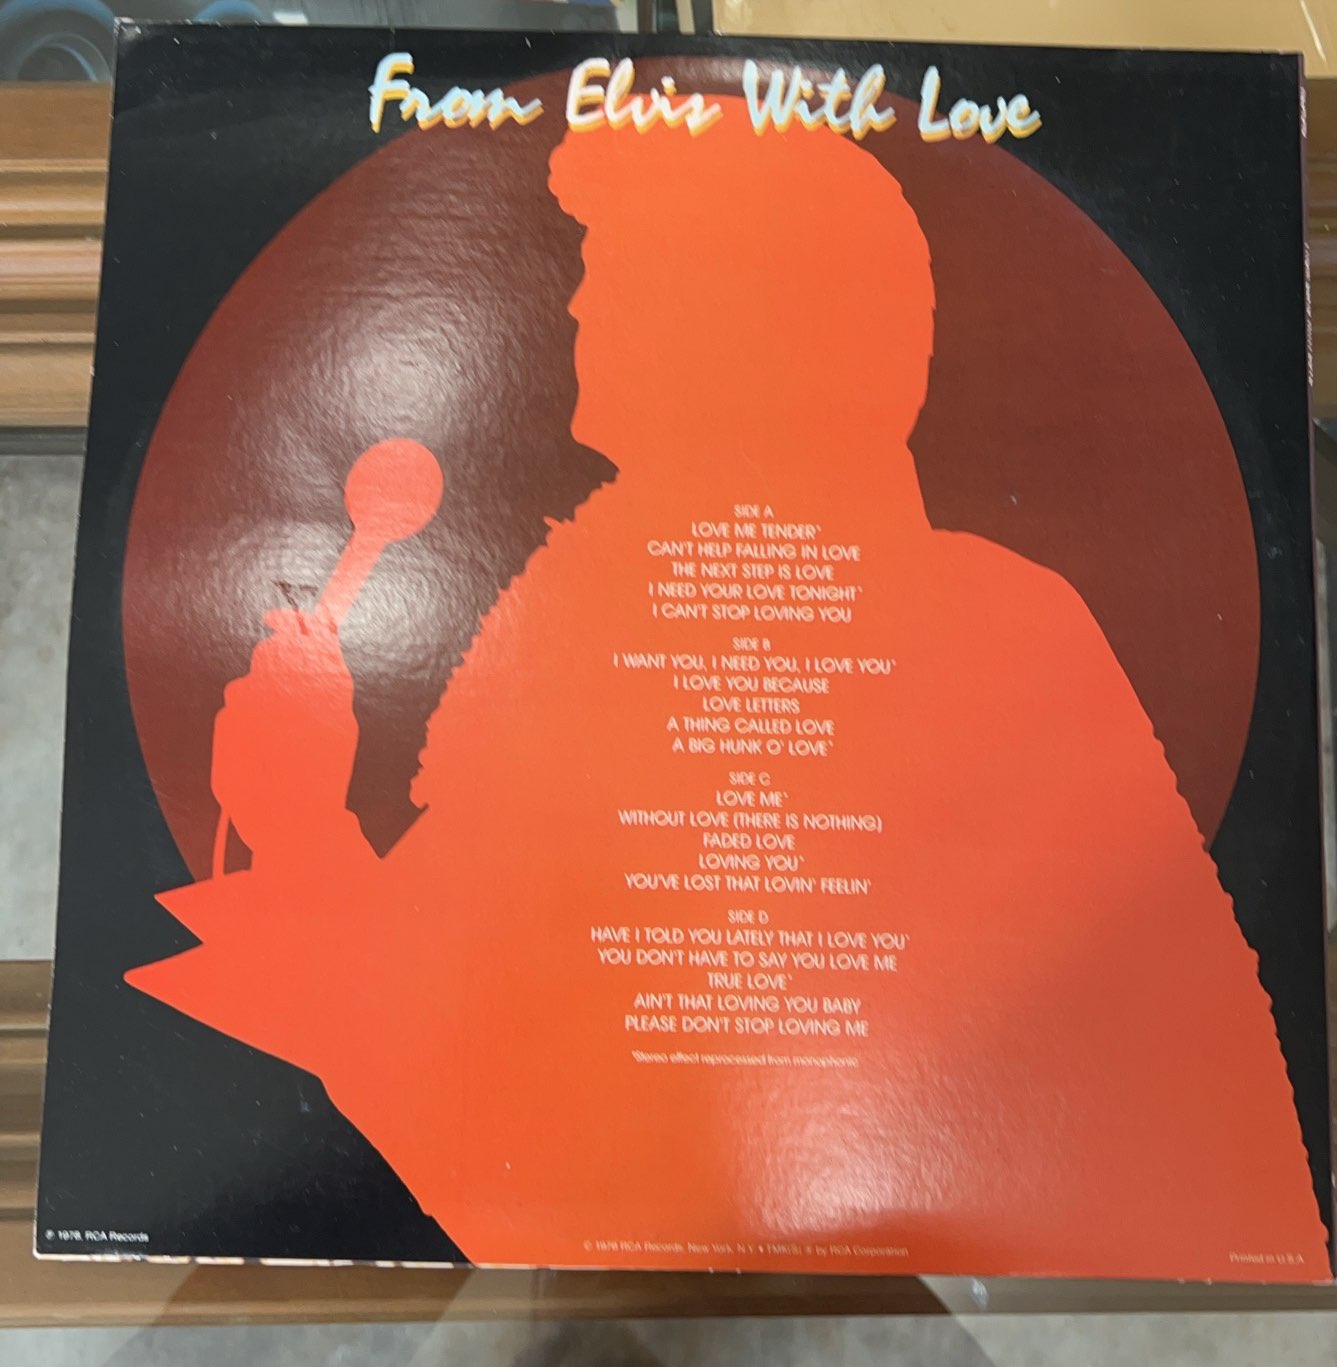 From Elvis With Love
SIDE A
LOVE ME TENDER*
CAN'T HELP FALLING IN LOVE
THE NEXT STEP IS LOVE
I NEED YOUR LOVE TONIGHT*
I CAN'T STOP LOVING YOU
SIDE B
I WANT YOU, I NEED YOU, I LOVE YOU*
I LOVE YOU BECAUSE
LOVE LETTERS
A THING CALLED LOVE
A BIG HUNK O' LOVE*
SIDE C
LOVE ME*
WITHOUT LOVE (THERE IS NOTHING)
FADED LOVE
LOVING YOU*
YOU'VE LOST THAT LOVIN' FEELIN'
SIDE D
HAVE I TOLD YOU LATELY THAT I LOVE YOU*
YOU DON'T HAVE TO SAY YOU LOVE ME
TRUE LOVE*
AIN'T THAT LOVING YOU BABY
PLEASE DON'T STOP LOVING ME
*Stereo effect reprocessed from monophonic
℗ 1978, RCA Records
© 1978 RCA Records, New York, N.Y. • TMK(S) ® by RCA Corporation
Printed in U.S.A.